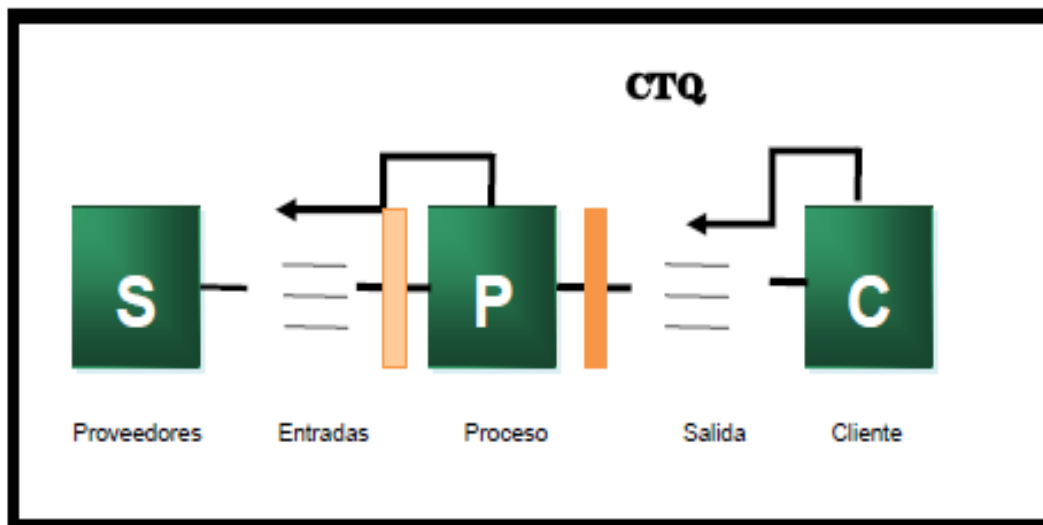 CTQ
S P C
Proveedores Entradas Proceso Salida Cliente